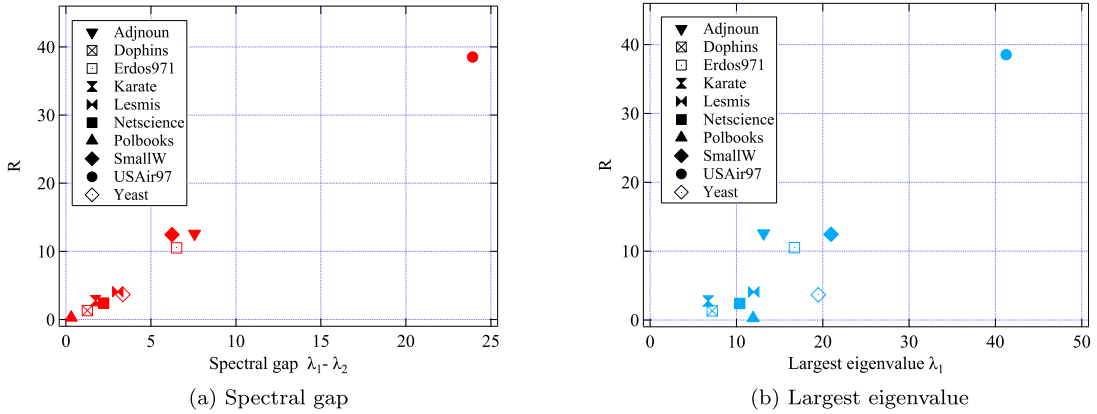 40
30
20
10
0
R
Adjnoun
Dophins
Erdos971
Karate
Lesmis
Netscience
Polbooks
SmallW
USAir97
Yeast
0 5 10 15 20 25
Spectral gap λ₁- λ₂
(a) Spectral gap
40
30
20
10
0
R
Adjnoun
Dophins
Erdos971
Karate
Lesmis
Netscience
Polbooks
SmallW
USAir97
Yeast
0 10 20 30 40 50
Largest eigenvalue λ₁
(b) Largest eigenvalue